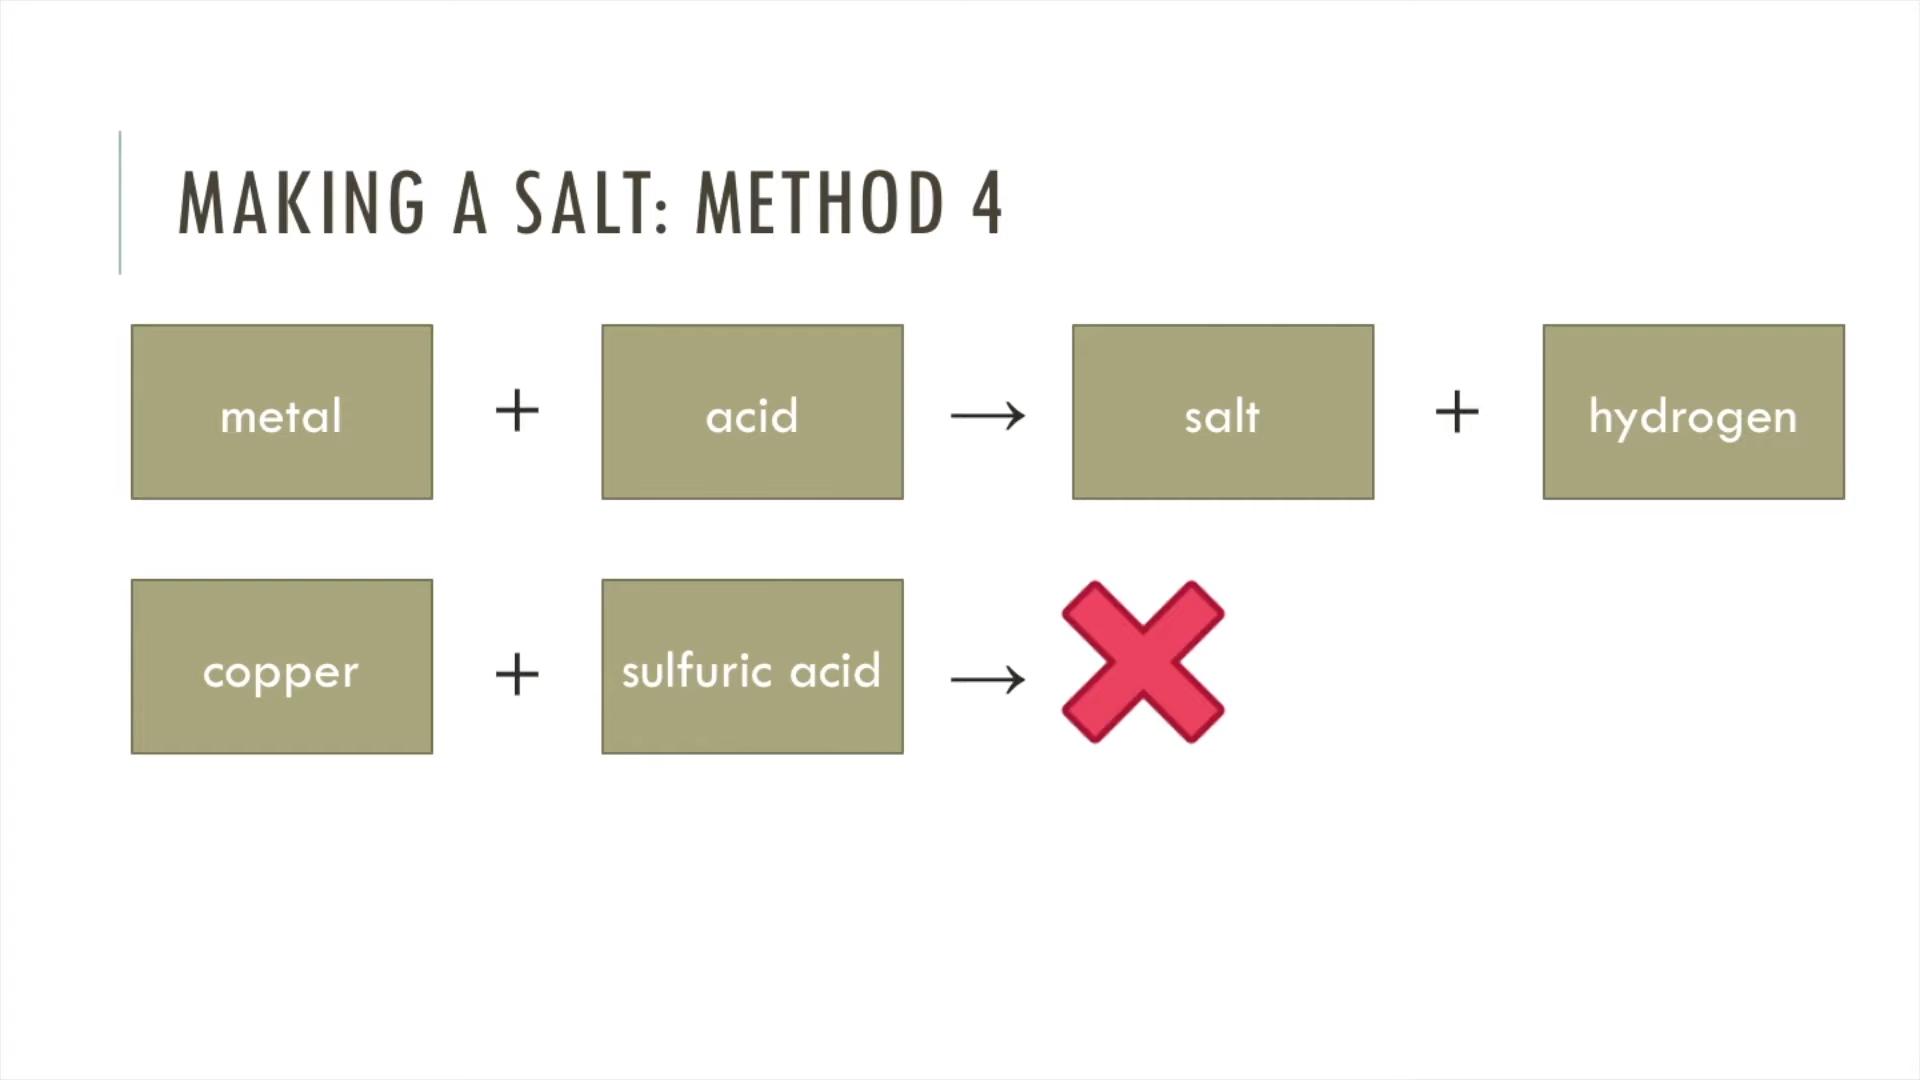 MAKING A SALT: METHOD 4
metal + acid → salt + hydrogen
copper + sulfuric acid →